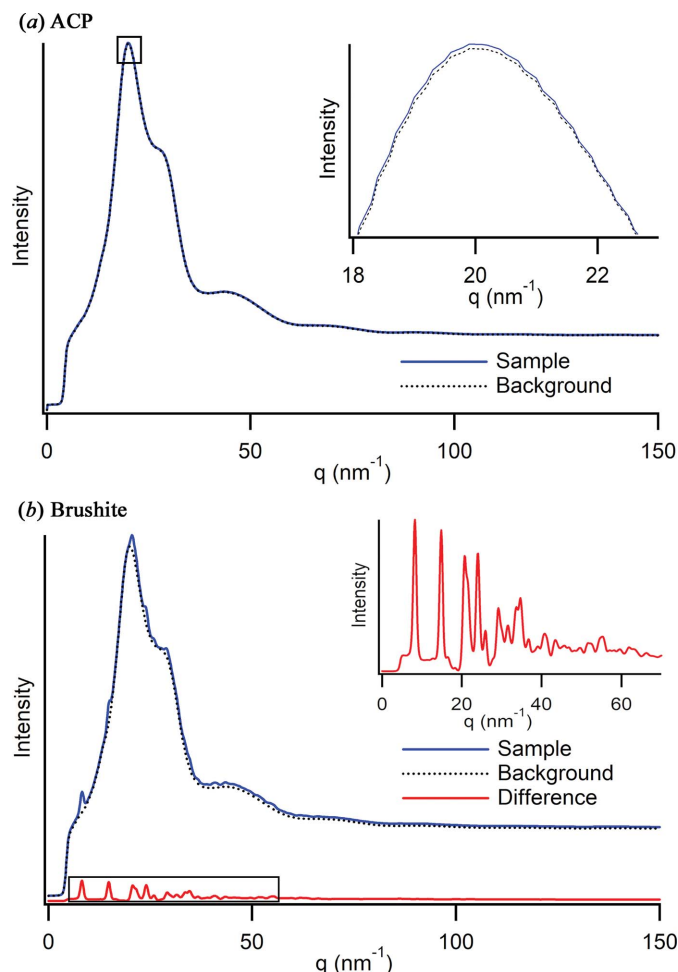 (a) ACP
Intensity
Intensity
18
20
22
q (nm⁻¹)
Sample
Background
0
50
100
150
q (nm⁻¹)
(b) Brushite
Intensity
Intensity
0
20
40
60
q (nm⁻¹)
Sample
Background
Difference
0
50
100
150
q (nm⁻¹)